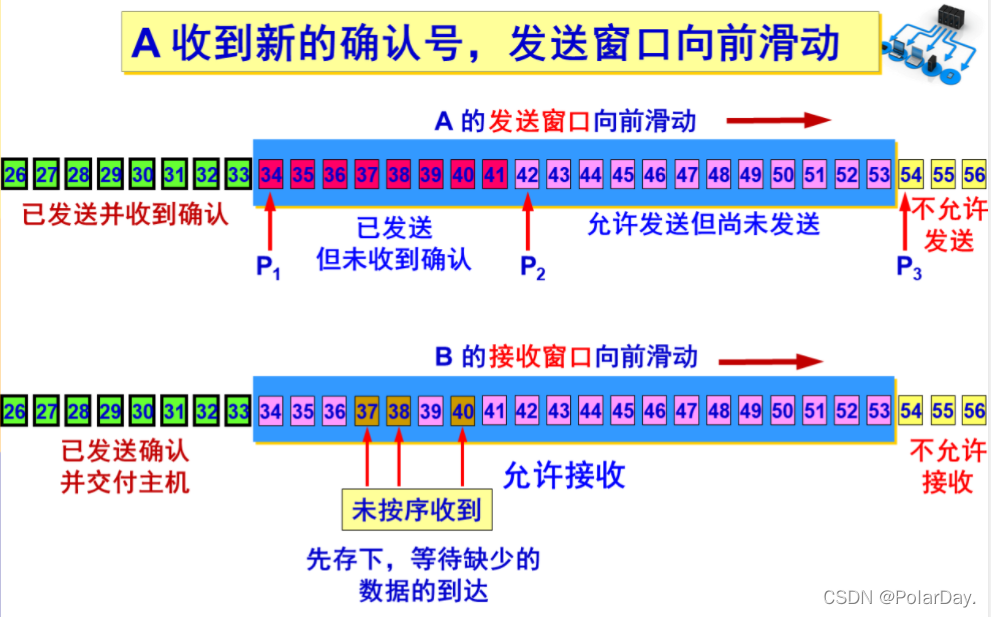 A 收到新的确认号，发送窗口向前滑动
A 的发送窗口向前滑动
26 27 28 29 30 31 32 33 34 35 36 37 38 39 40 41 42 43 44 45 46 47 48 49 50 51 52 53 54 55 56
已发送并收到确认
已发送
但未收到确认
允许发送但尚未发送
不允许
发送
P1
P2
P3
B 的接收窗口向前滑动
26 27 28 29 30 31 32 33 34 35 36 37 38 39 40 41 42 43 44 45 46 47 48 49 50 51 52 53 54 55 56
已发送确认
并交付主机
未按序收到
允许接收
不允许
接收
先存下，等待缺少的
数据的到达
CSDN @PolarDay.